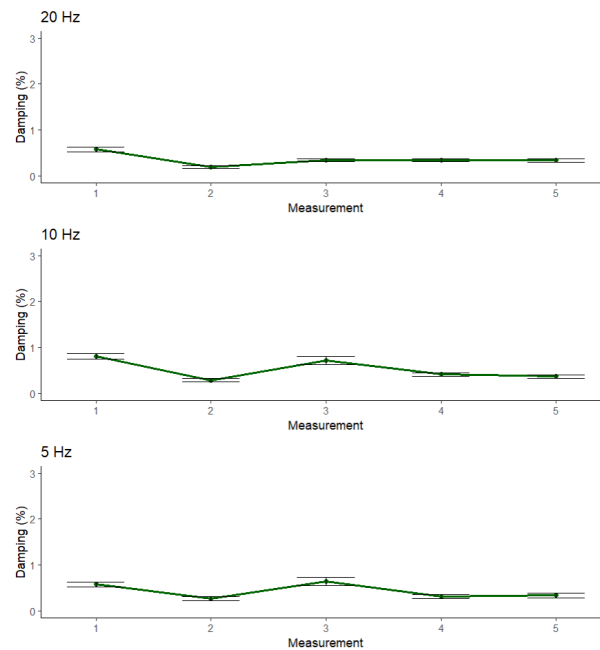 20 Hz
3
2
1
0
Damping (%)
1 2 3 4 5
Measurement
10 Hz
3
2
1
0
Damping (%)
1 2 3 4 5
Measurement
5 Hz
3
2
1
0
Damping (%)
1 2 3 4 5
Measurement